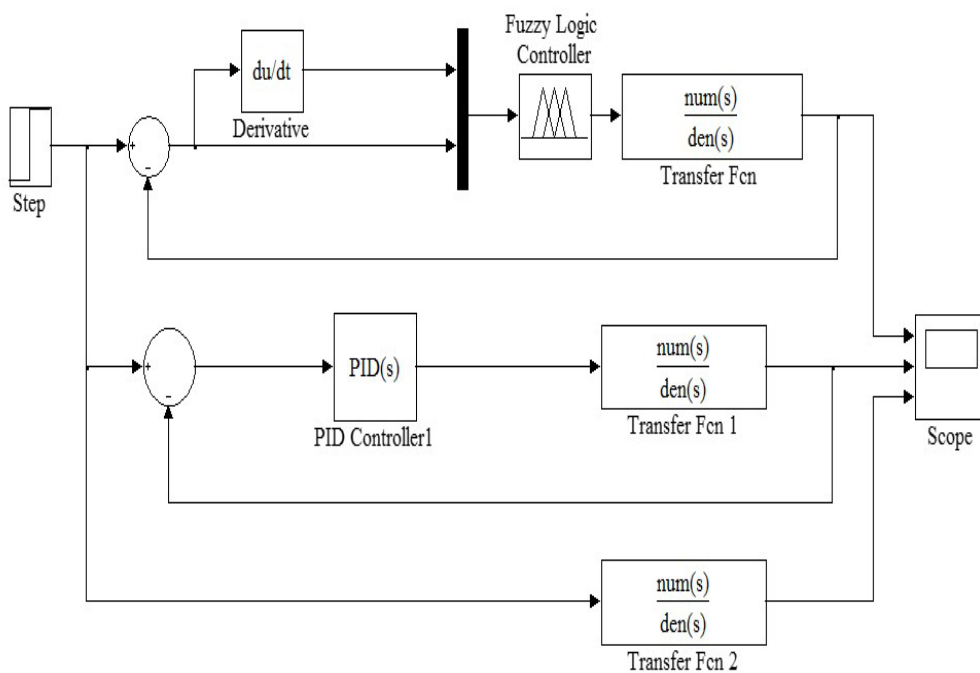 Fuzzy Logic
Controller
du/dt
Derivative
num(s)
den(s)
Transfer Fcn
Step
+
-
PID(s)
PID Controller1
+
-
num(s)
den(s)
Transfer Fcn 1
Scope
num(s)
den(s)
Transfer Fcn 2